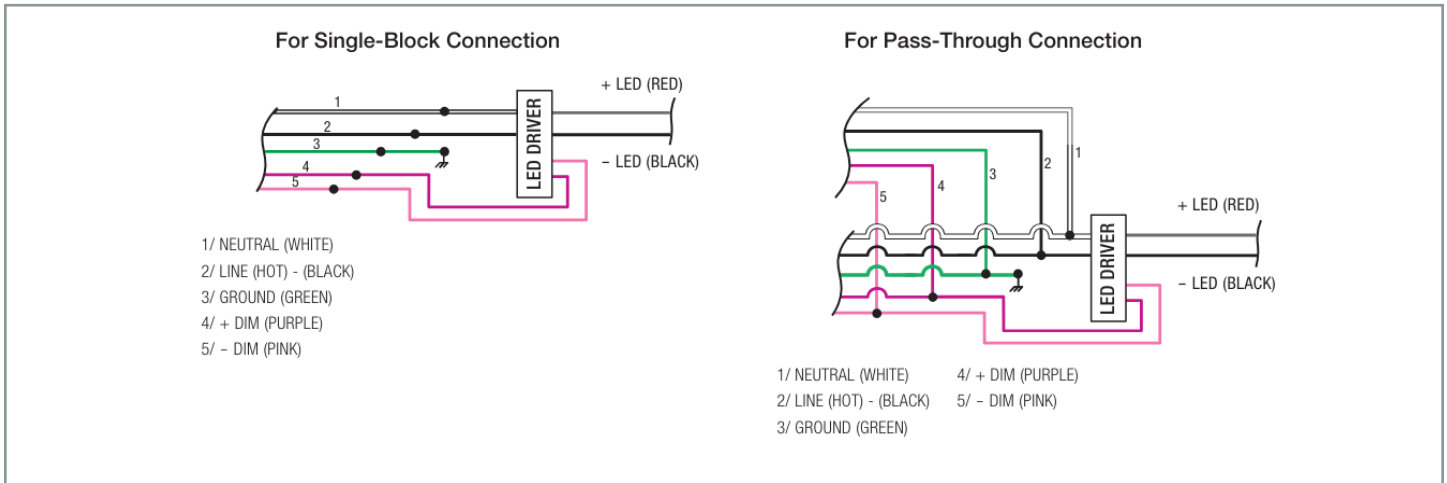 For Single-Block Connection
1
2
3
4
5
LED DRIVER
+ LED (RED)
– LED (BLACK)
1/ NEUTRAL (WHITE)
2/ LINE (HOT) - (BLACK)
3/ GROUND (GREEN)
4/ + DIM (PURPLE)
5/ – DIM (PINK)
For Pass-Through Connection
1
2
3
4
5
LED DRIVER
+ LED (RED)
– LED (BLACK)
1/ NEUTRAL (WHITE)
2/ LINE (HOT) - (BLACK)
3/ GROUND (GREEN)
4/ + DIM (PURPLE)
5/ – DIM (PINK)